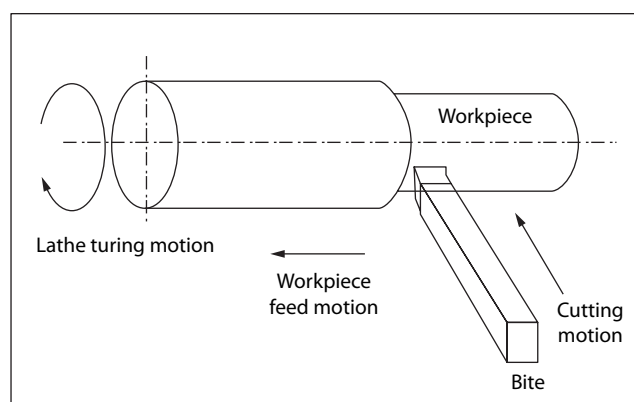 Workpiece
Lathe turing motion
Workpiece
feed motion
Cutting
motion
Bite